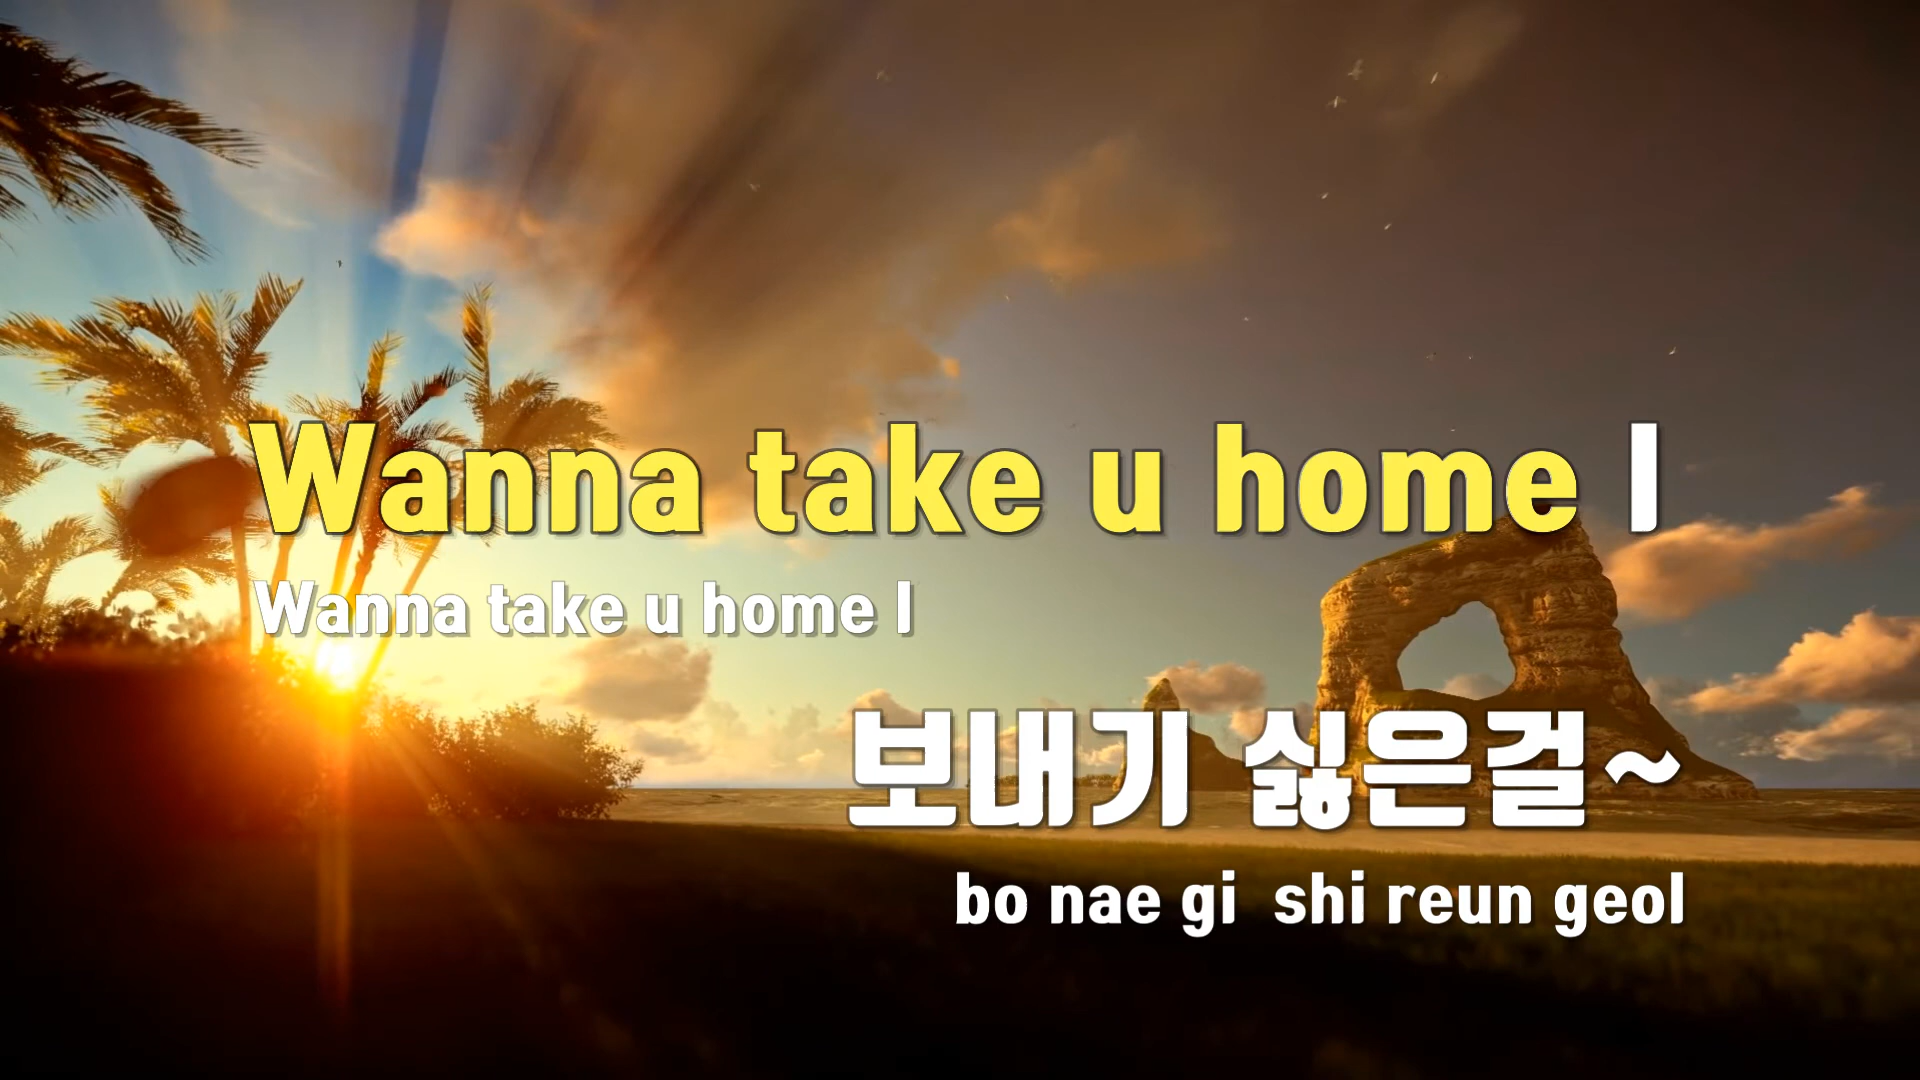 Wanna take u home I
Wanna take u home I
보내기 싫은걸~
bo nae gi shi reun geol